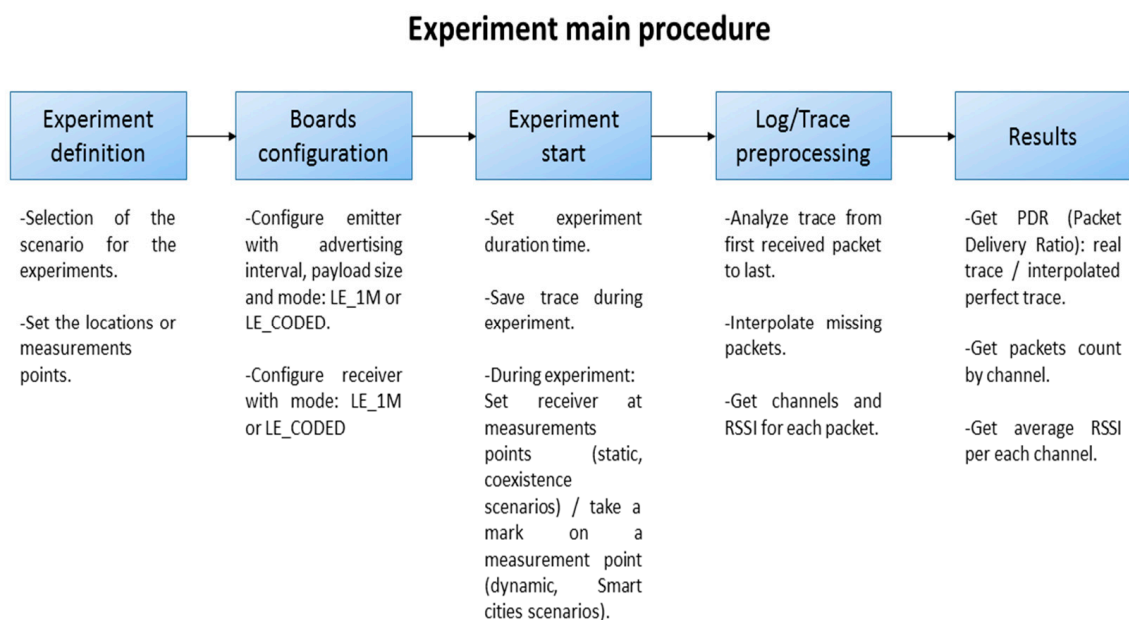 Experiment main procedure
Experiment
definition
-Selection of the
scenario for the
experiments.
-Set the locations or
measurements
points.
Boards
configuration
-Configure emitter
with advertising
interval, payload size
and mode: LE_1M or
LE_CODED.
-Configure receiver
with mode: LE_1M
or LE_CODED
Experiment
start
-Set experiment
duration time.
-Save trace during
experiment.
-During experiment:
Set receiver at
measurements
points (static,
coexistence
scenarios) / take a
mark on a
measurement point
(dynamic, Smart
cities scenarios).
Log/Trace
preprocessing
-Analyze trace from
first received packet
to last.
-Interpolate missing
packets.
-Get channels and
RSSI for each packet.
Results
-Get PDR (Packet
Delivery Ratio): real
trace / interpolated
perfect trace.
-Get packets count
by channel.
-Get average RSSI
per each channel.